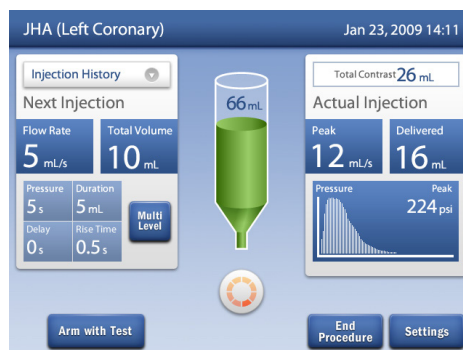 JHA (Left Coronary)
Jan 23, 2009 14:11
Injection History
Next Injection
Flow Rate
5 mL/s
Total Volume
10 mL
Pressure
5 s
Duration
5 mL
Delay
0 s
Rise Time
0.5 s
Multi
Level
66 mL
Total Contrast 26 mL
Actual Injection
Peak
12 mL/s
Delivered
16 mL
Pressure
Peak
224 psi
Arm with Test
End
Procedure
Settings